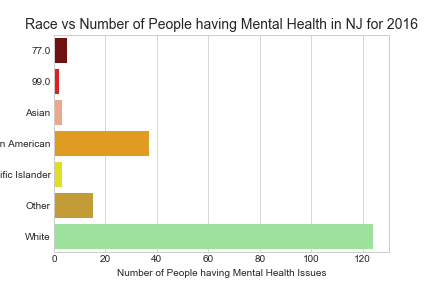 Race vs Number of People having Mental Health in NJ for 2016
77.0
99.0
Asian
n American
ific Islander
Other
White
0 20 40 60 80 100 120
Number of People having Mental Health Issues